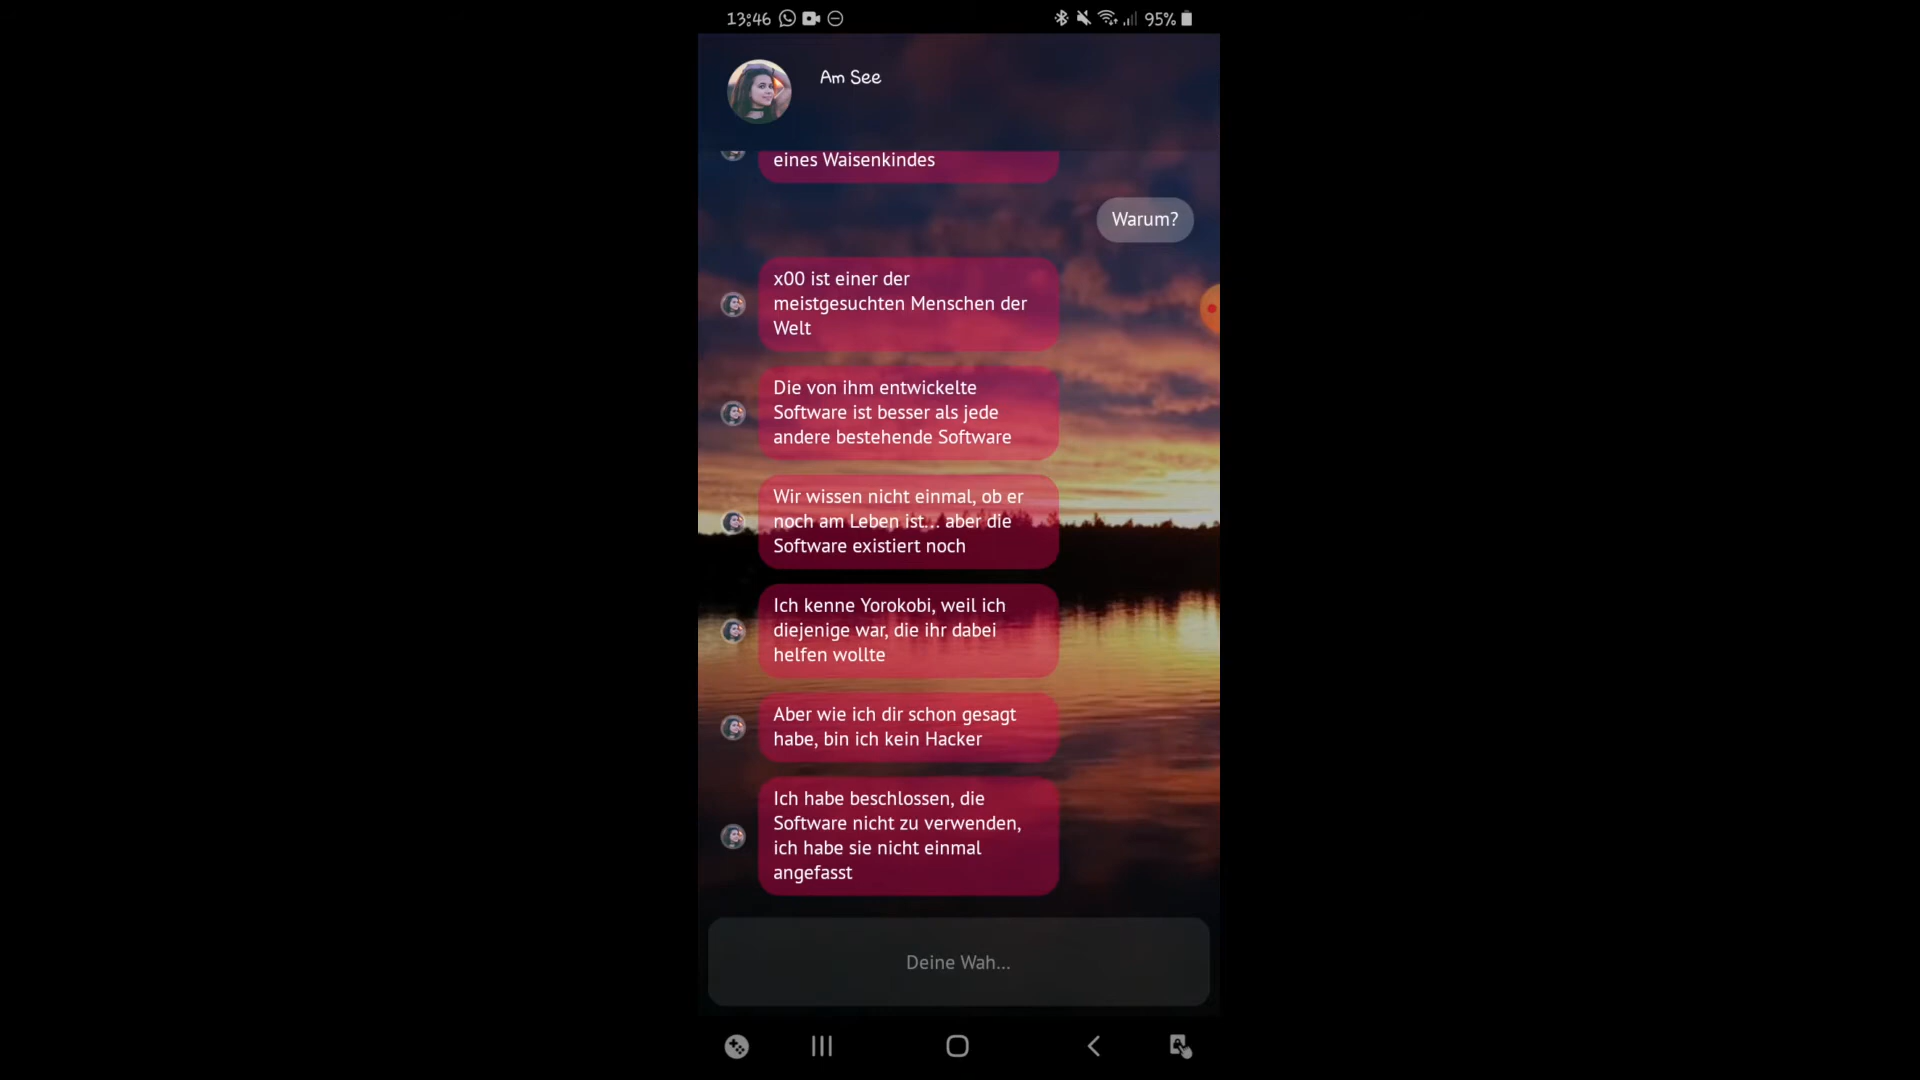 13:46
95%
Am See
eines Waisenkindes
Warum?
x00 ist einer der
meistgesuchten Menschen der
Welt
Die von ihm entwickelte
Software ist besser als jede
andere bestehende Software
Wir wissen nicht einmal, ob er
noch am Leben ist... aber die
Software existiert noch
Ich kenne Yorokobi, weil ich
diejenige war, die ihr dabei
helfen wollte
Aber wie ich dir schon gesagt
habe, bin ich kein Hacker
Ich habe beschlossen, die
Software nicht zu verwenden,
ich habe sie nicht einmal
angefasst
Deine Wah...